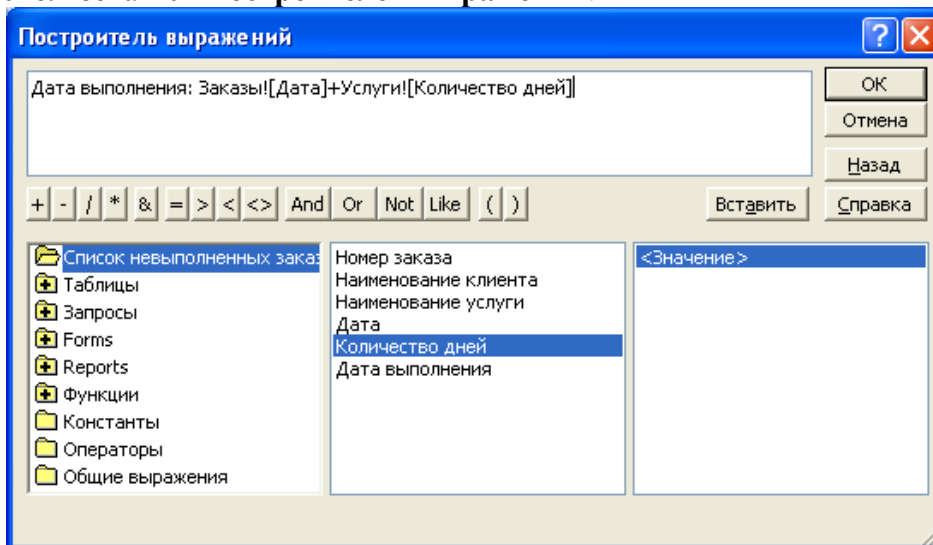 Построитель выражений
Дата выполнения: Заказы![Дата]+Услуги![Количество дней]
ОК
Отмена
Назад
+ - / * & = > < <> And Or Not Like ( )
Вставить
Справка
Список невыполненных заказ
Таблицы
Запросы
Forms
Reports
Функции
Константы
Операторы
Общие выражения
Номер заказа
Наименование клиента
Наименование услуги
Дата
Количество дней
Дата выполнения
<Значение>